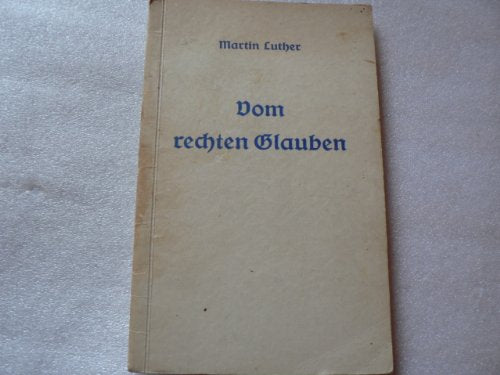 Martin Luther
Vom
rechten Glauben